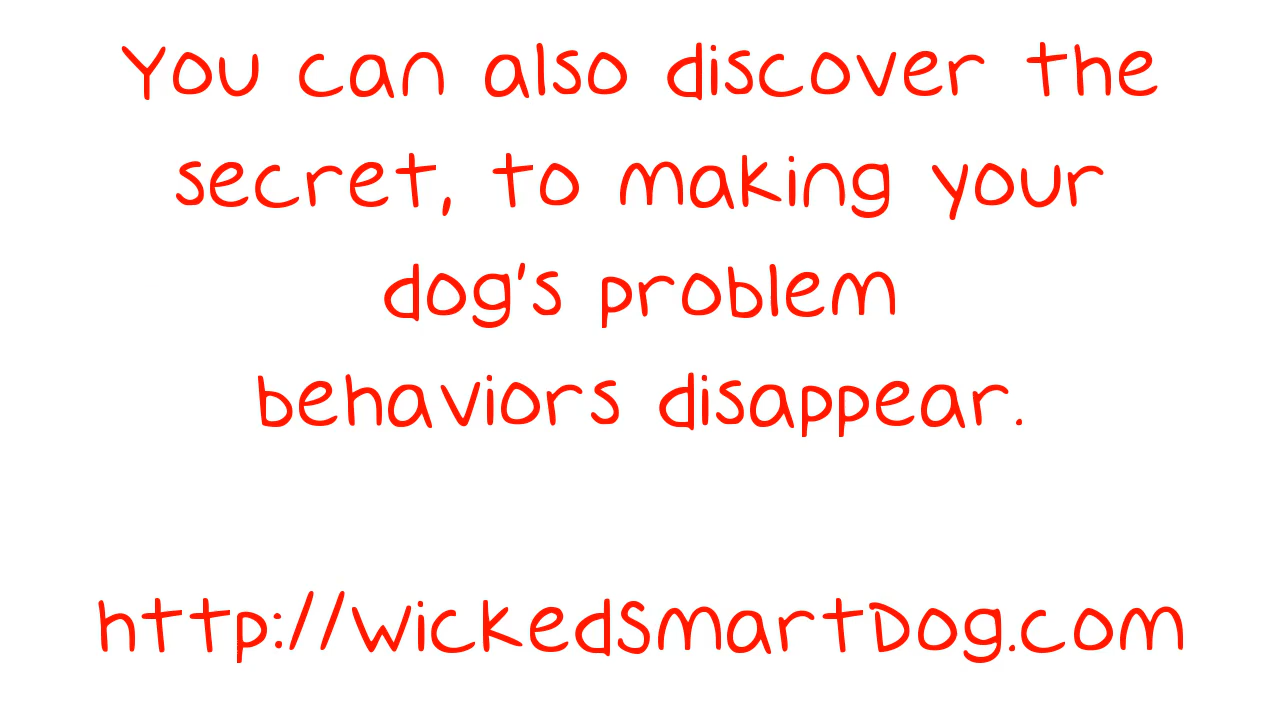 You can also discover the
secret, to making your
dog's problem
behaviors disappear.
http://WickedSmartDog.com